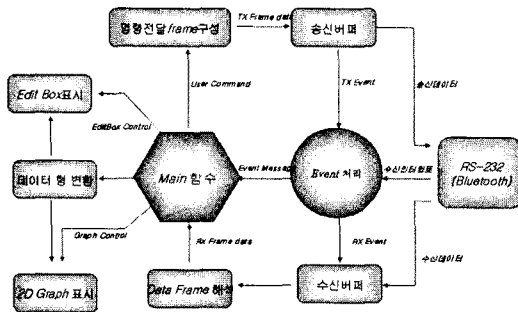 명령전달 frame구성
TX Frame data
송신버퍼
Edit Box표시
User Command
TX Event
송신데이터
EditBox Control
데이터 형 변환
Main 함수
Event Message
Event 처리
수신인터럽트
RS-232
(Bluetooth)
Graph Control
Rx Frame data
RX Event
수신데이터
2D Graph 표시
Data Frame 해석
수신버퍼